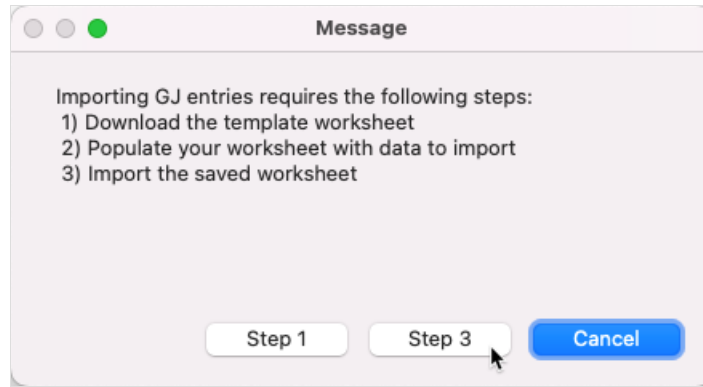 Message
Importing GJ entries requires the following steps:
1) Download the template worksheet
2) Populate your worksheet with data to import
3) Import the saved worksheet
Step 1 Step 3 Cancel